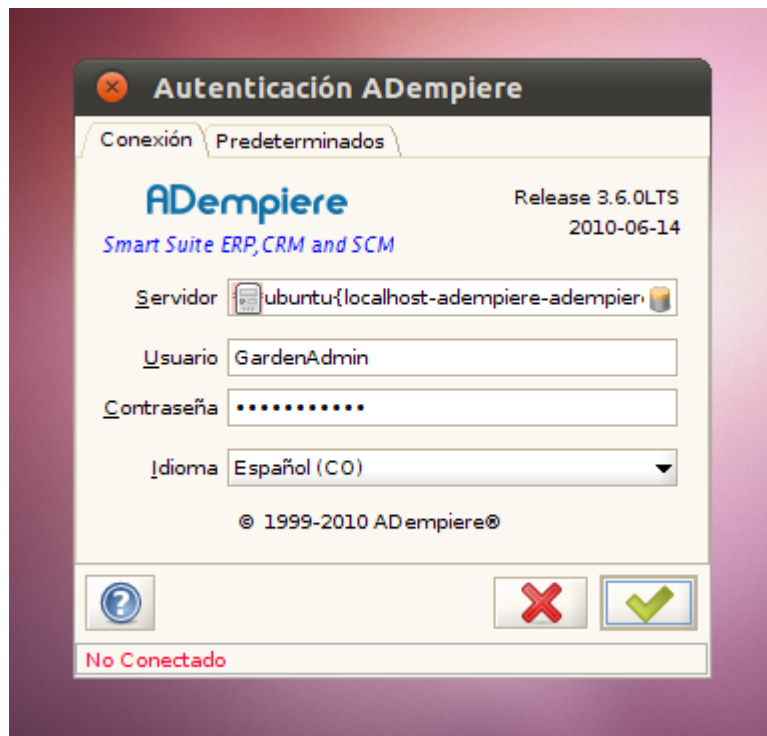 Autenticación ADempiere
Conexión
Predeterminados
ADempiere
Release 3.6.0LTS
Smart Suite ERP, CRM and SCM
2010-06-14
Servidor
ubuntu{localhost-adempiere-adempier
Usuario
GardenAdmin
Contraseña
•••••••••••
Idioma
Español (CO)
© 1999-2010 ADempiere®
No Conectado